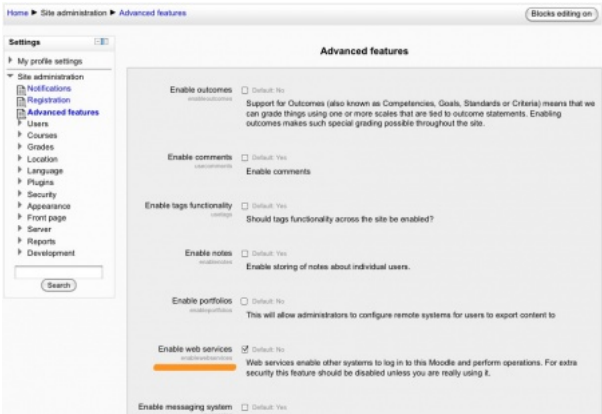 Home ► Site administration ► Advanced features
Blocks editing on
Settings
My profile settings
Site administration
Notifications
Registration
Advanced features
Users
Courses
Grades
Location
Language
Plugins
Security
Appearance
Front page
Server
Reports
Development
Search
Advanced features
Enable outcomes Default: No
enableoutcomes
Support for Outcomes (also known as Competencies, Goals, Standards or Criteria) means that we
can grade things using one or more scales that are tied to outcome statements. Enabling
outcomes makes such special grading possible throughout the site.
Enable comments Default: Yes
usecomments
Enable comments
Enable tags functionality Default: Yes
usetags
Should tags functionality across the site be enabled?
Enable notes Default: Yes
enablenotes
Enable storing of notes about individual users.
Enable portfolios Default: No
enableportfolios
This will allow administrators to configure remote systems for users to export content to
Enable web services Default: No
enablewebservices
Web services enable other systems to log in to this Moodle and perform operations. For extra
security this feature should be disabled unless you are really using it.
Enable messaging system Default: Yes